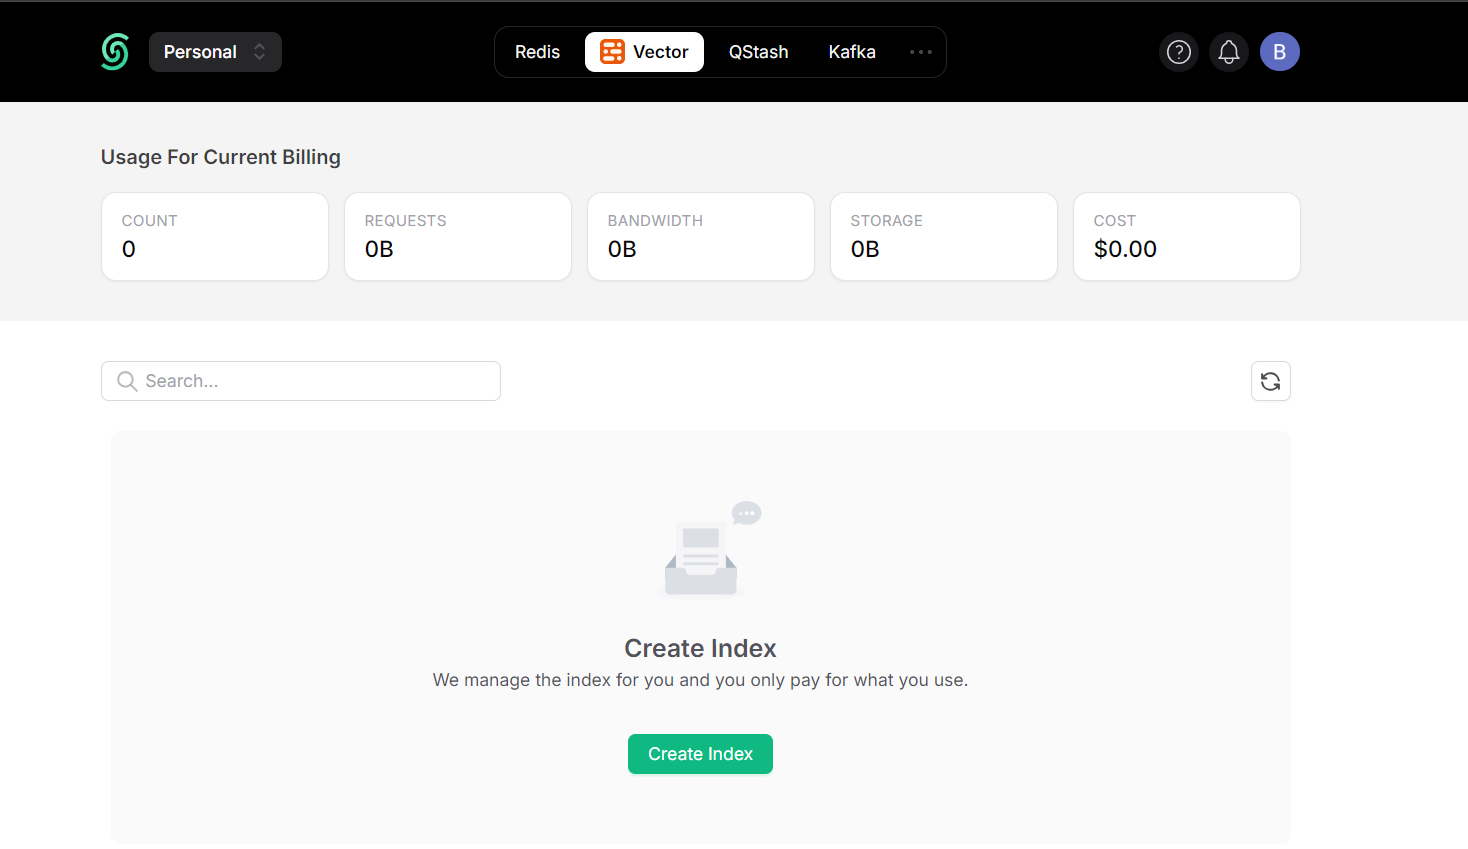 Personal
Redis
Vector
QStash
Kafka
B
Usage For Current Billing
COUNT
0
REQUESTS
0B
BANDWIDTH
0B
STORAGE
0B
COST
$0.00
Search...
Create Index
We manage the index for you and you only pay for what you use.
Create Index